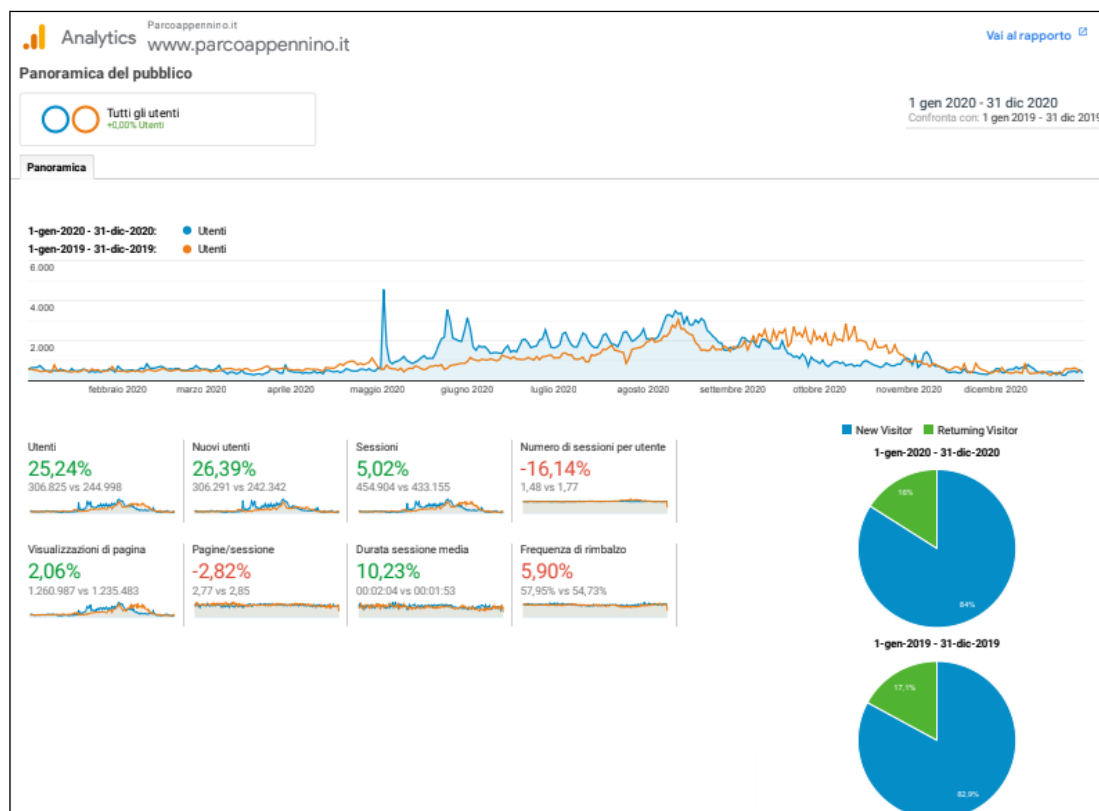 Parcoappennino.it
Analytics www.parcoappennino.it
Vai al rapporto
Panoramica del pubblico
Tutti gli utenti
+0,00% Utenti
1 gen 2020 - 31 dic 2020
Confronta con: 1 gen 2019 - 31 dic 2019
Panoramica
1-gen-2020 - 31-dic-2020: Utenti
1-gen-2019 - 31-dic-2019: Utenti
6.000
4.000
2.000
febbraio 2020 marzo 2020 aprile 2020 maggio 2020 giugno 2020 luglio 2020 agosto 2020 settembre 2020 ottobre 2020 novembre 2020 dicembre 2020
Utenti
25,24%
306.825 vs 244.998
Nuovi utenti
26,39%
306.291 vs 242.342
Sessioni
5,02%
454.904 vs 433.155
Numero di sessioni per utente
-16,14%
1,48 vs 1,77
Visualizzazioni di pagina
2,06%
1.260.987 vs 1.235.483
Pagine/sessione
-2,82%
2,77 vs 2,85
Durata sessione media
10,23%
00:02:04 vs 00:01:53
Frequenza di rimbalzo
5,90%
57,95% vs 54,73%
New Visitor Returning Visitor
1-gen-2020 - 31-dic-2020
16%
84%
1-gen-2019 - 31-dic-2019
17,1%
82,9%